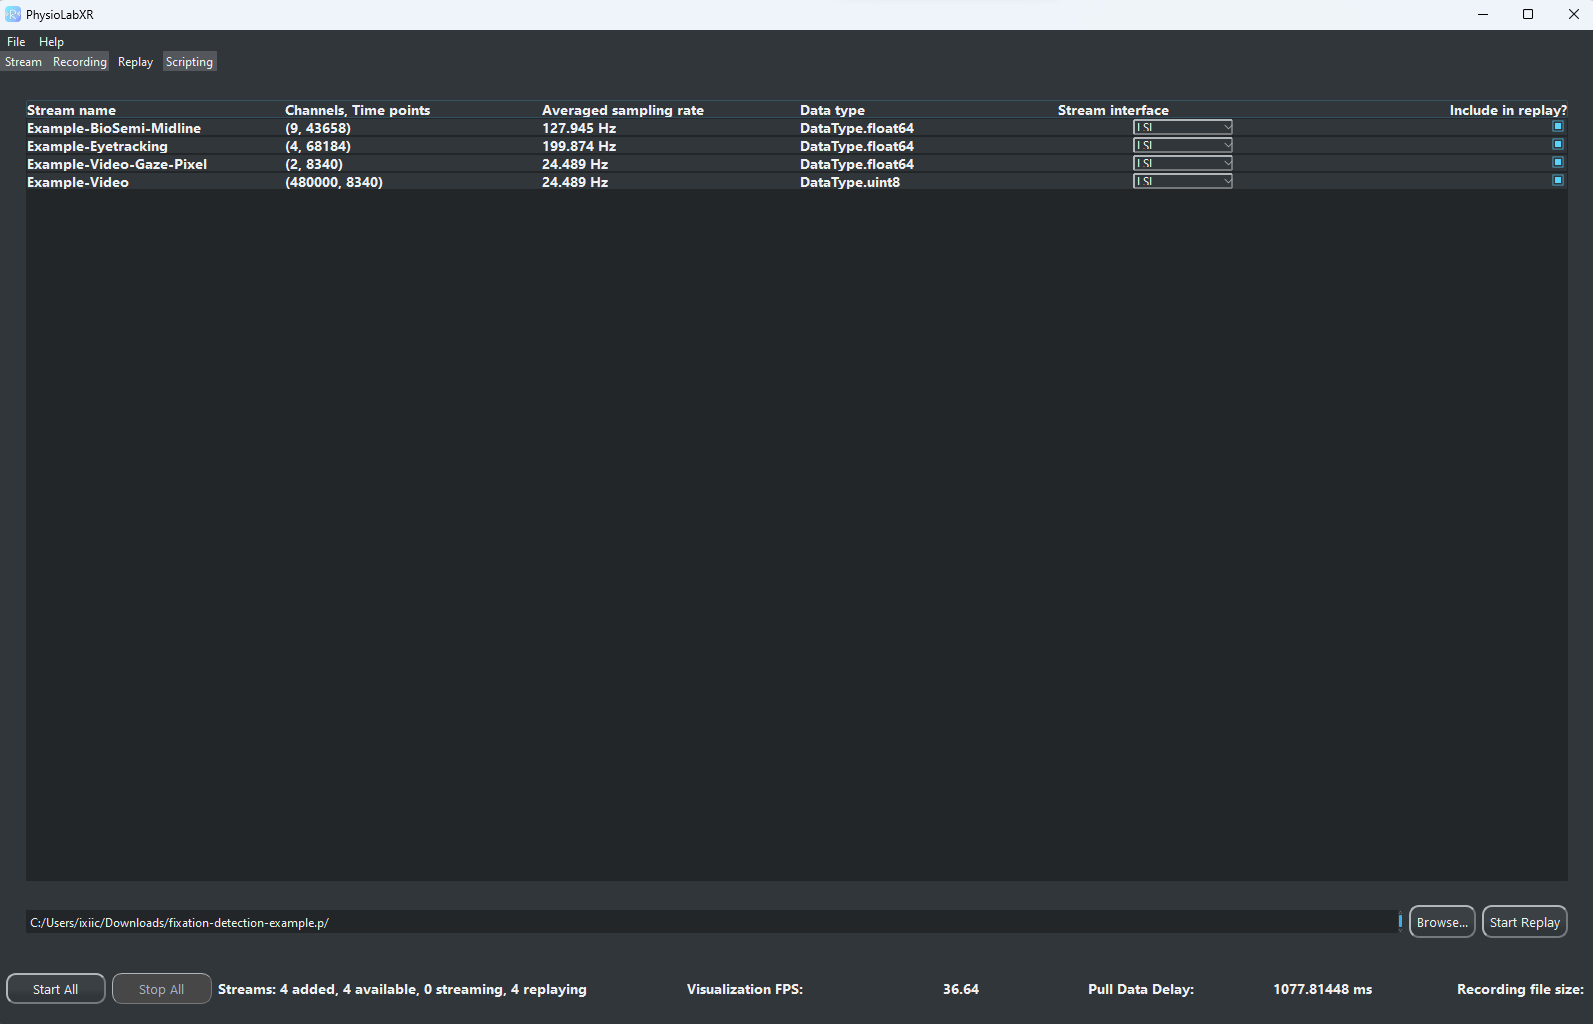 PhysioLabXR
File Help
Stream Recording Replay Scripting
Stream name Channels, Time points Averaged sampling rate Data type Stream interface Include in replay?
Example-BioSemi-Midline (9, 43658) 127.945 Hz DataType.float64 LSL
Example-Eyetracking (4, 68184) 199.874 Hz DataType.float64 LSL
Example-Video-Gaze-Pixel (2, 8340) 24.489 Hz DataType.float64 LSL
Example-Video (480000, 8340) 24.489 Hz DataType.uint8 LSL
C:/Users/ixiic/Downloads/fixation-detection-example.p/ Browse... Start Replay
Start All Stop All Streams: 4 added, 4 available, 0 streaming, 4 replaying Visualization FPS: 36.64 Pull Data Delay: 1077.81448 ms Recording file size: